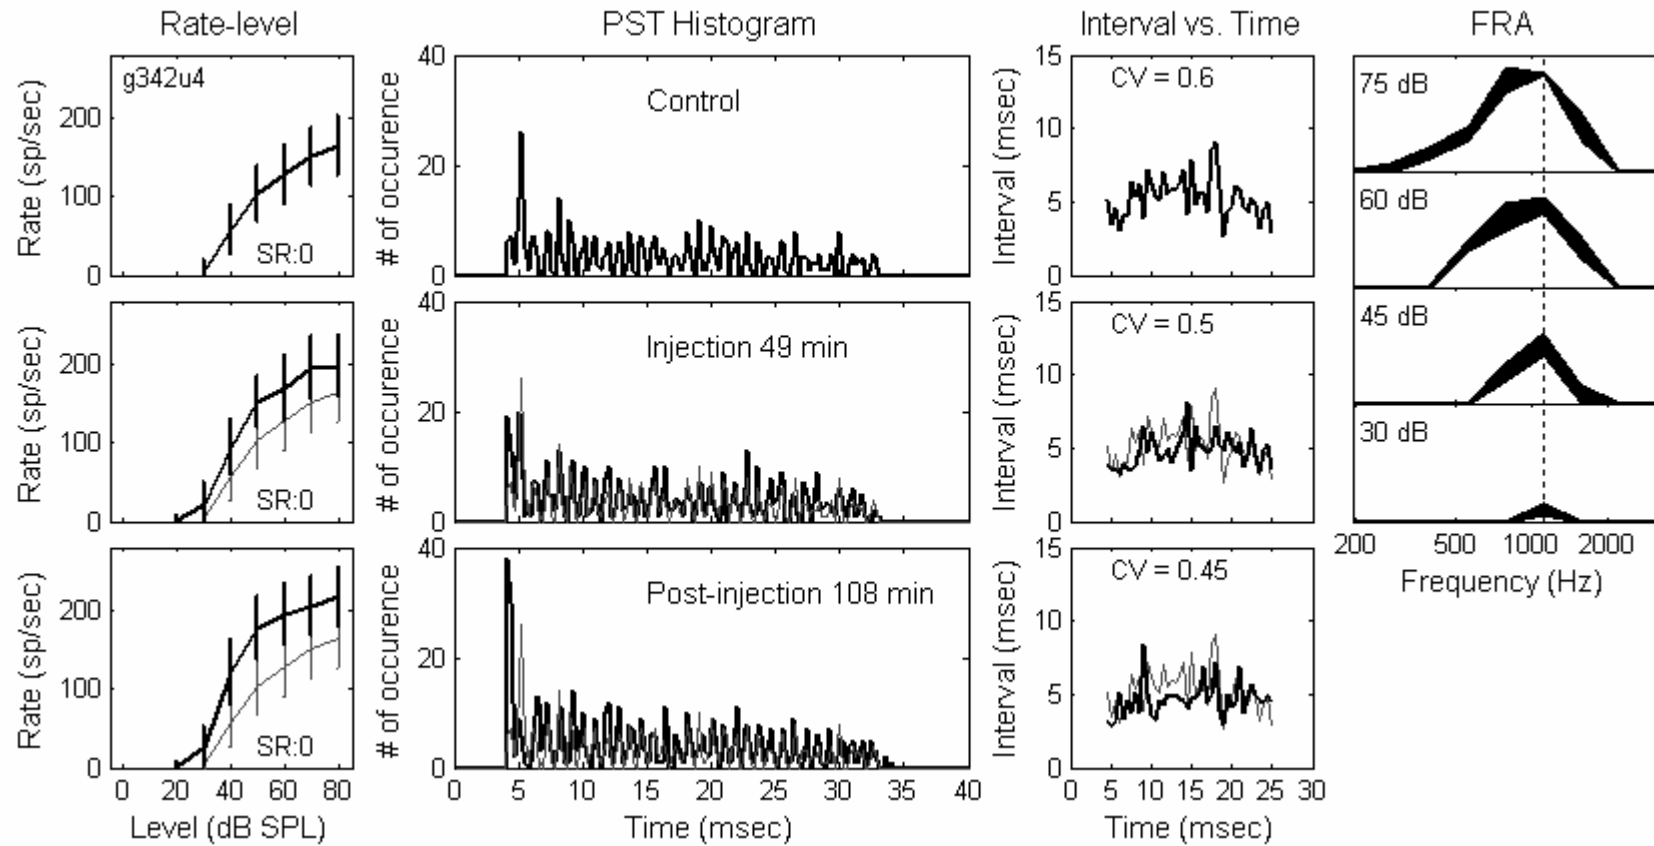 Rate-level
PST Histogram
Interval vs. Time
FRA
Rate (sp/sec)
200
100
0
g342u4
SR:0
# of occurence
40
20
0
Control
Interval (msec)
15
10
5
0
CV = 0.6
75 dB
60 dB
45 dB
30 dB
200
500
1000
2000
Frequency (Hz)
Rate (sp/sec)
200
100
0
SR:0
# of occurence
40
20
0
Injection 49 min
Interval (msec)
15
10
5
0
CV = 0.5
Rate (sp/sec)
200
100
0
SR:0
0
20
40
60
80
Level (dB SPL)
# of occurence
40
20
0
Post-injection 108 min
0
5
10
15
20
25
30
35
40
Time (msec)
Interval (msec)
15
10
5
0
CV = 0.45
0
5
10
15
20
25
30
Time (msec)